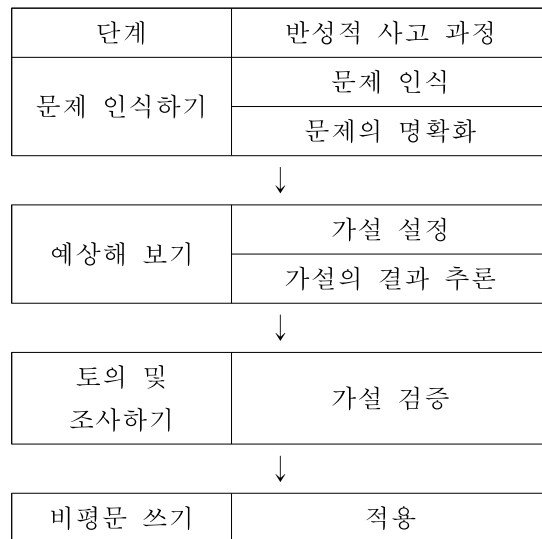 단계 반성적 사고 과정
문제 인식하기 문제 인식
문제의 명확화
↓
예상해 보기 가설 설정
가설의 결과 추론
↓
토의 및
조사하기 가설 검증
↓
비평문 쓰기 적용